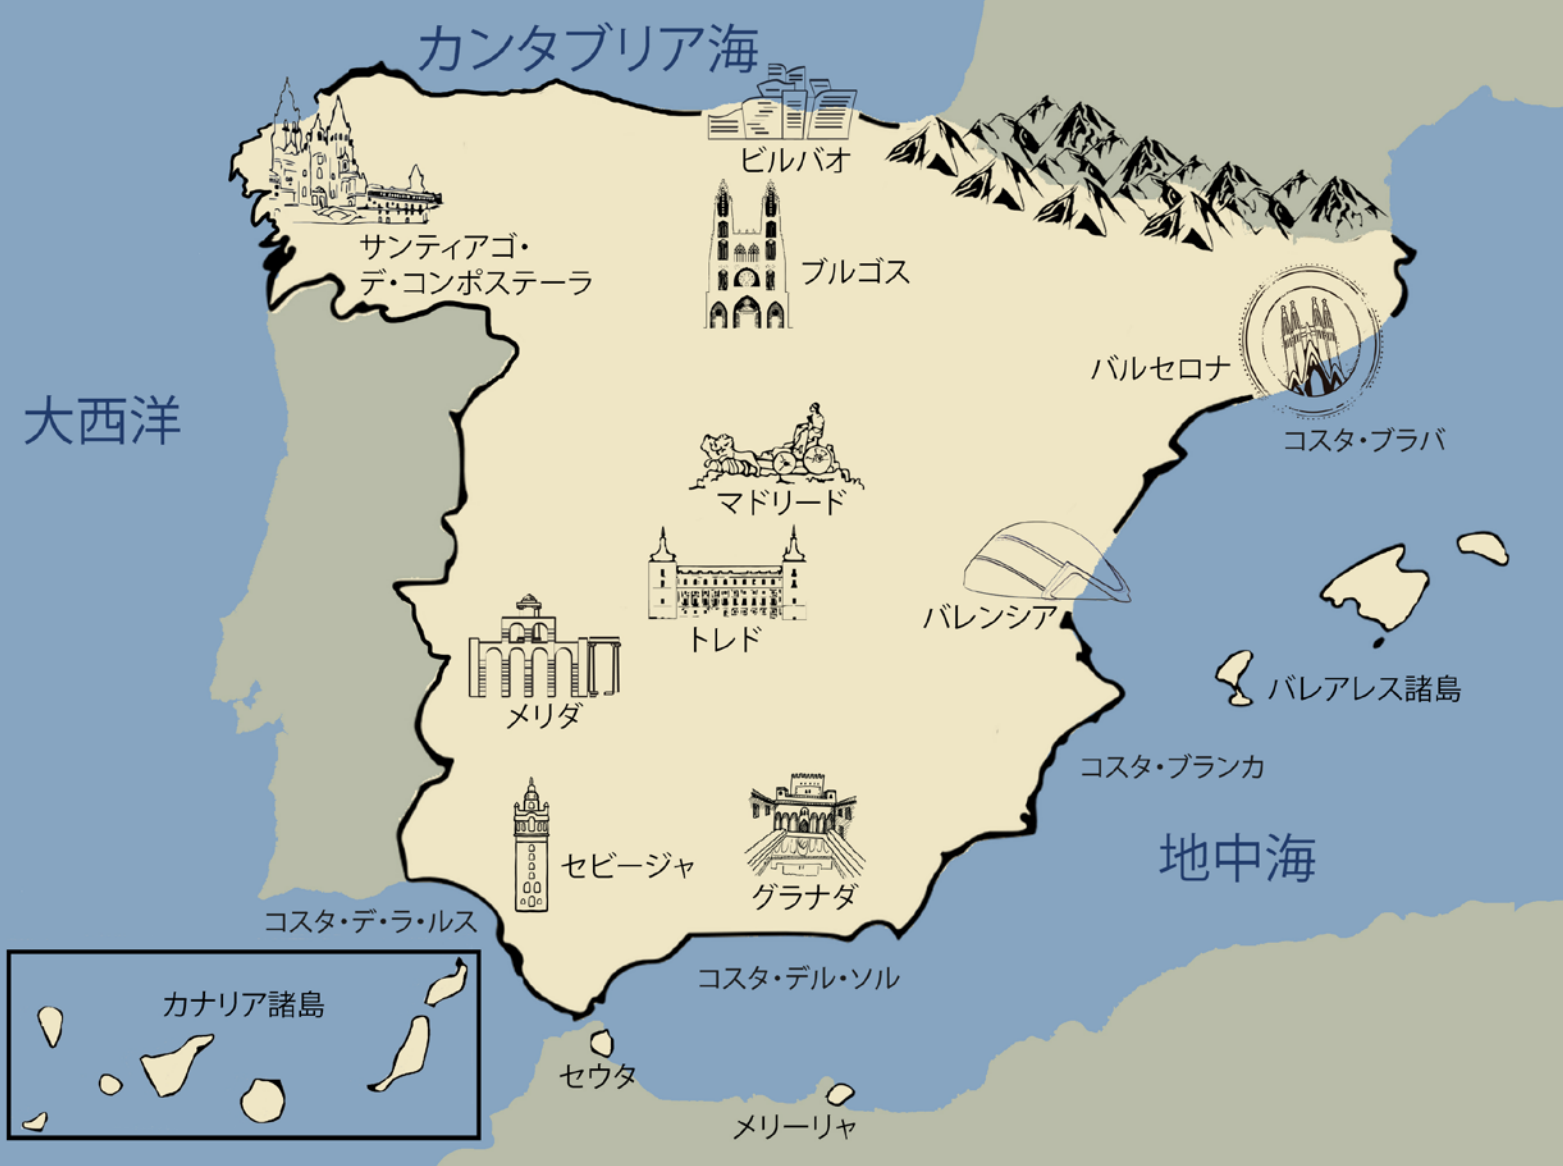 カンタブリア海
ビルバオ
サンティアゴ・
デ・コンポステーラ
ブルゴス
バルセロナ
大西洋
コスタ・ブラバ
マドリード
バレンシア
トレド
バレアレス諸島
メリダ
コスタ・ブランカ
地中海
セビージャ
グラナダ
コスタ・デ・ラ・ルス
コスタ・デル・ソル
カナリア諸島
セウタ
メリーリャ